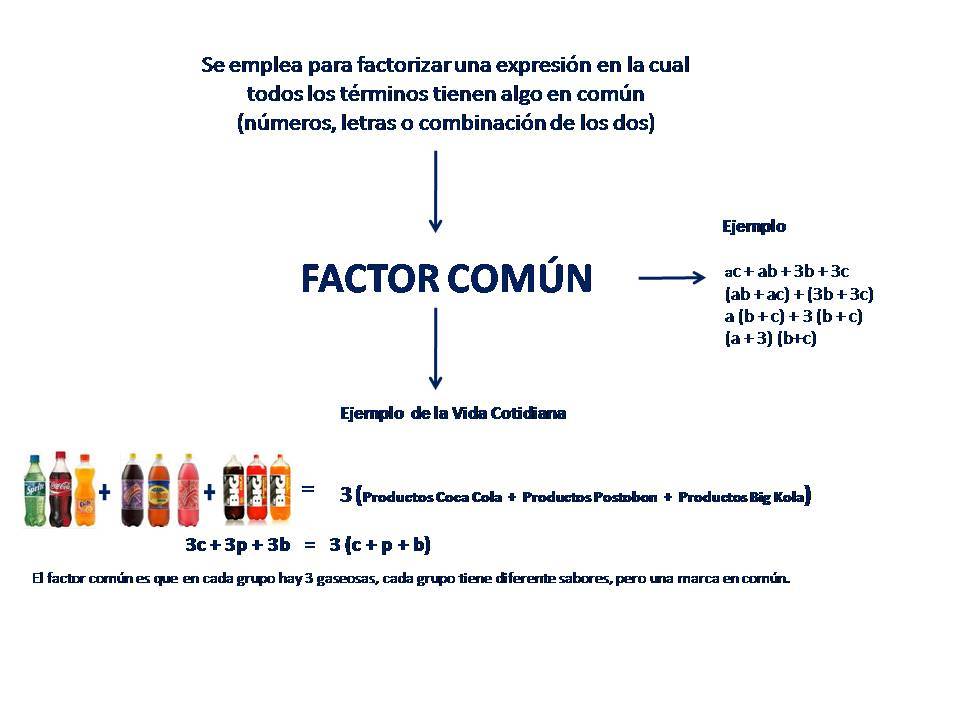 Se emplea para factorizar una expresión en la cual
todos los términos tienen algo en común
(números, letras o combinación de los dos)
Ejemplo
FACTOR COMÚN
ac + ab + 3b + 3c
(ab + ac) + (3b + 3c)
a (b + c) + 3 (b + c)
(a + 3) (b+c)
Ejemplo de la Vida Cotidiana
Sprite
Coca-Cola
+
+
BIG
BIG
BIG
=
3 (Productos Coca Cola + Productos Postobon + Productos Big Kola)
3c + 3p + 3b = 3 (c + p + b)
El factor común es que en cada grupo hay 3 gaseosas, cada grupo tiene diferente sabores, pero una marca en común.